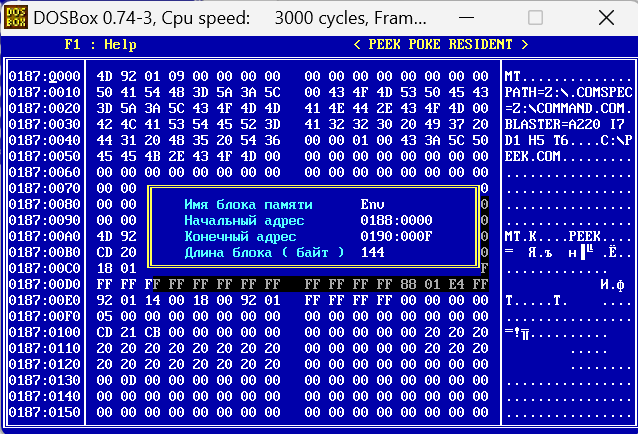 DOSBox 0.74-3, Cpu speed: 3000 cycles, Fram...
F1 : Help < PEEK POKE RESIDENT >
0187:0000 4D 92 01 09 00 00 00 00 00 00 00 00 00 00 00 00 MT..............
0187:0010 50 41 54 48 3D 5A 3A 5C 00 43 4F 4D 53 50 45 43 PATH=Z:\.COMSPEC
0187:0020 3D 5A 3A 5C 43 4F 4D 4D 41 4E 44 2E 43 4F 4D 00 =Z:\COMMAND.COM.
0187:0030 42 4C 41 53 54 45 52 3D 41 32 32 30 20 49 37 20 BLASTER=A220 I7
0187:0040 44 31 20 48 35 20 54 36 00 00 01 00 43 3A 5C 50 D1 H5 T6....C:\P
0187:0050 45 45 4B 2E 43 4F 4D 00 00 00 00 00 00 00 00 00 EEK.COM.........
0187:0060 00 00 00 00 00 00 00 00 00 00 00 00 00 00 00 00 ................
0187:0070 00 00 0 ................
0187:0080 00 00 Имя блока памяти Env 0 ................
0187:0090 00 00 Начальный адрес 0188:0000 0 ................
0187:00A0 4D 92 Конечный адрес 0190:000F 0 MT.K....PEEK....
0187:00B0 CD 20 Длина блока ( байт ) 144 = Я.ъ н ╜ .Ё..
0187:00C0 18 01 F ..............
0187:00D0 FF FF FF FF FF FF FF FF FF FF FF FF 88 01 E4 FF И.ф
0187:00E0 92 01 14 00 18 00 92 01 FF FF FF FF 00 00 00 00 Т.....Т. ....
0187:00F0 05 00 00 00 00 00 00 00 00 00 00 00 00 00 00 00 ................
0187:0100 CD 21 CB 00 00 00 00 00 00 00 00 00 00 20 20 20 =!╦..........
0187:0110 20 20 20 20 20 20 20 20 00 00 00 00 00 20 20 20 .....
0187:0120 20 20 20 20 20 20 20 20 00 00 00 00 00 00 00 00 ........
0187:0130 00 0D 00 00 00 00 00 00 00 00 00 00 00 00 00 00 ................
0187:0140 00 00 00 00 00 00 00 00 00 00 00 00 00 00 00 00 ................
0187:0150 00 00 00 00 00 00 00 00 00 00 00 00 00 00 00 00 ................